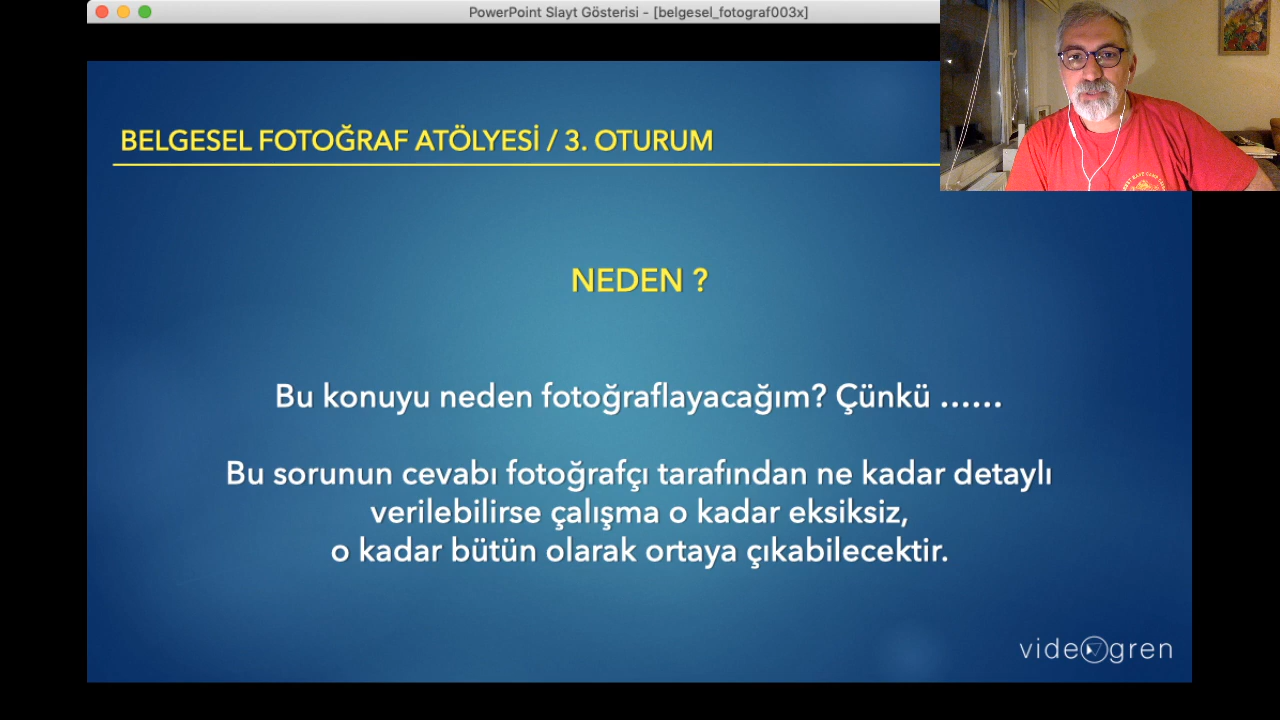 PowerPoint Slayt Gösterisi - [belgesel_fotograf003x]
BELGESEL FOTOĞRAF ATÖLYESİ / 3. OTURUM
NEDEN ?
Bu konuyu neden fotoğraflayacağım? Çünkü ......
Bu sorunun cevabı fotoğrafçı tarafından ne kadar detaylı
verilebilirse çalışma o kadar eksiksiz,
o kadar bütün olarak ortaya çıkabilecektir.
videogren